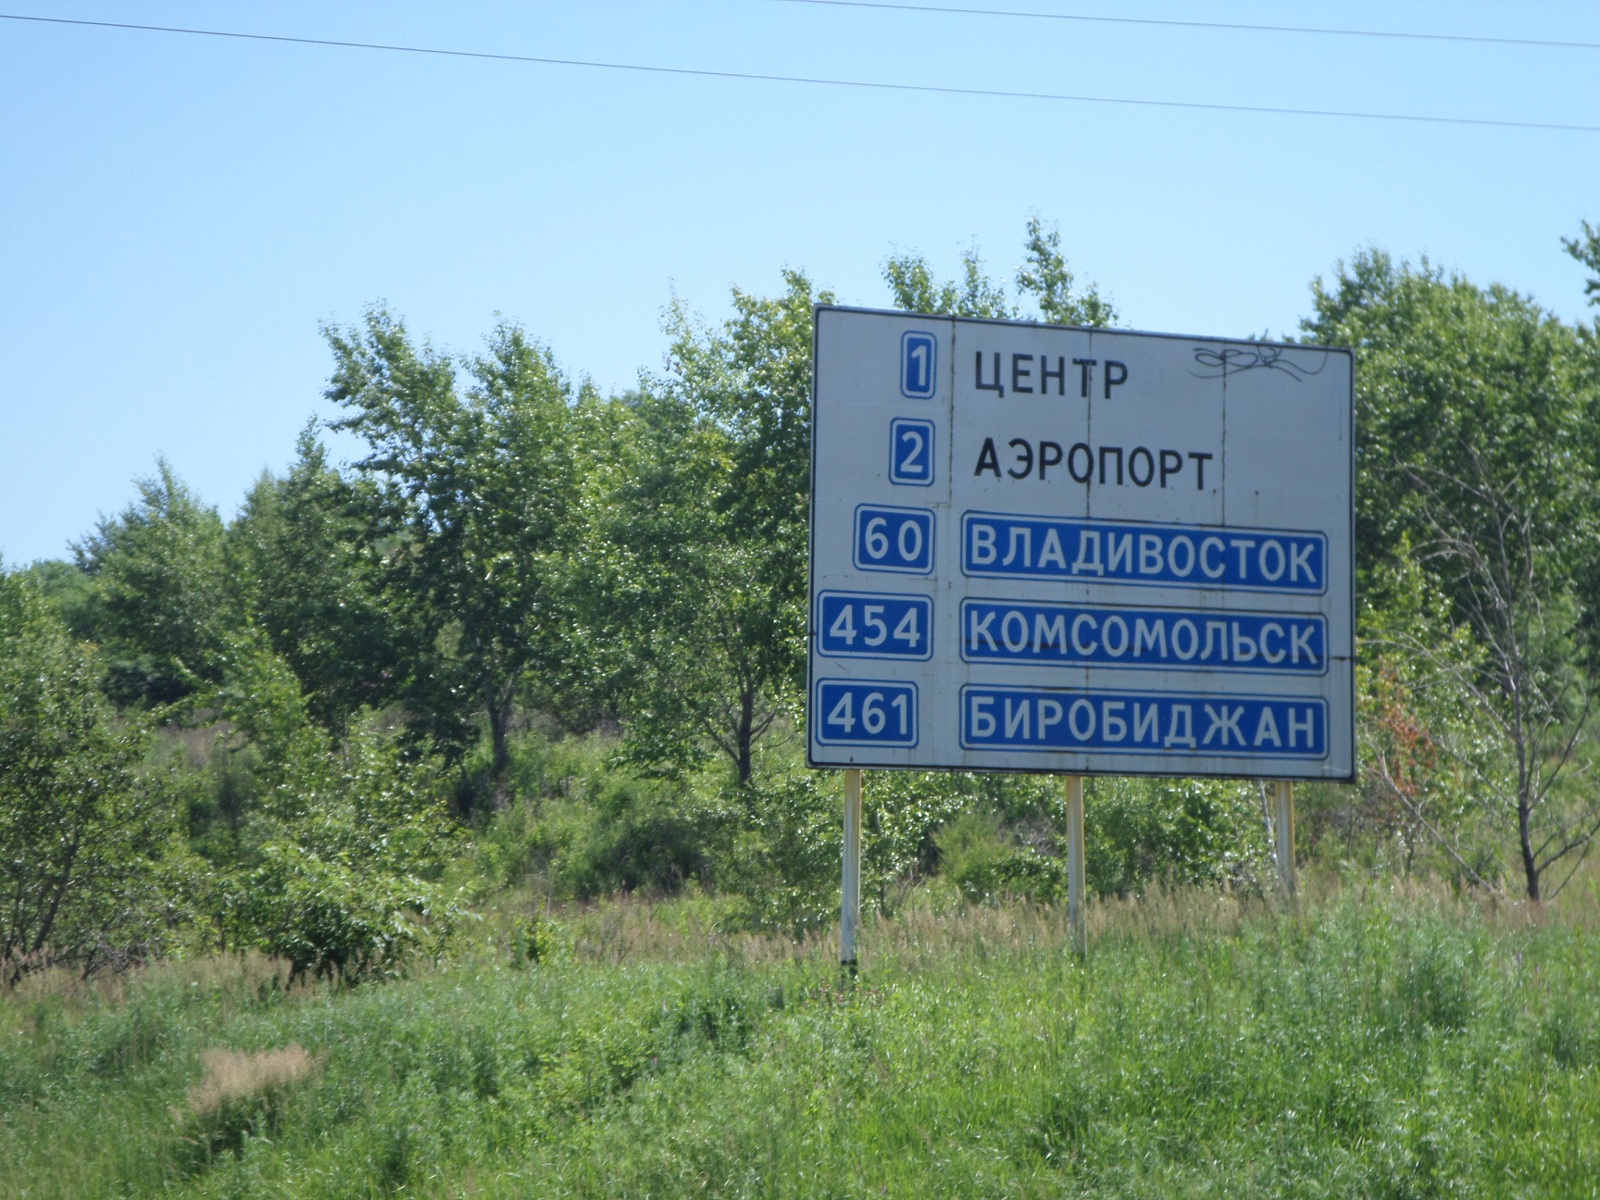 1 ЦЕНТР
2 АЭРОПОРТ
60 ВЛАДИВОСТОК
454 КОМСОМОЛЬСК
461 БИРОБИДЖАН